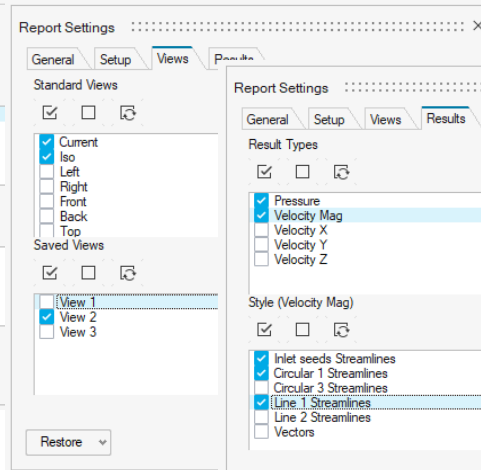 Report Settings
General Setup Views Results
Standard Views
Current
Iso
Left
Right
Front
Back
Top
Saved Views
View 1
View 2
View 3
Restore
Report Settings
General Setup Views Results
Result Types
Pressure
Velocity Mag
Velocity X
Velocity Y
Velocity Z
Style (Velocity Mag)
Inlet seeds Streamlines
Circular 1 Streamlines
Circular 3 Streamlines
Line 1 Streamlines
Line 2 Streamlines
Vectors